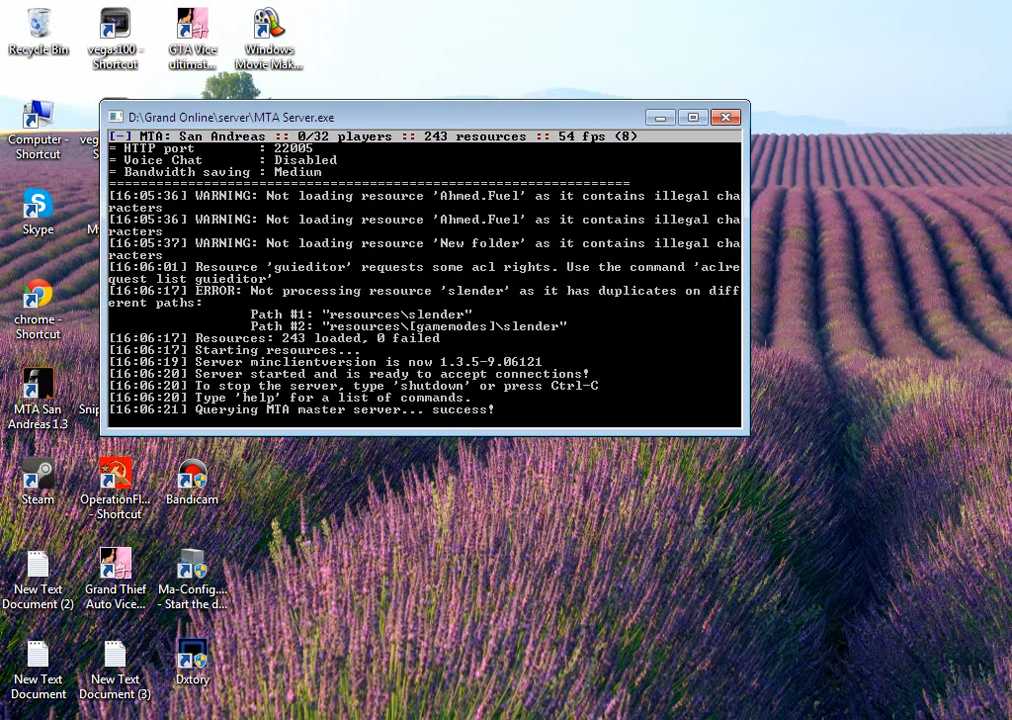 Recycle Bin
vegas100 -
Shortcut
GTA Vice
ultimat...
Windows
Movie Mak...
D:\Grand Online\server\MTA Server.exe
[-] MTA: San Andreas :: 0/32 players :: 243 resources :: 54 fps (8)
= HTTP port         : 22005
= Voice Chat        : Disabled
= Bandwidth saving : Medium
==================================================================
[16:05:36] WARNING: Not loading resource 'Ahmed.Fuel' as it contains illegal cha
racters
[16:05:36] WARNING: Not loading resource 'Ahmed.Fuel' as it contains illegal cha
racters
[16:05:37] WARNING: Not loading resource 'New folder' as it contains illegal cha
racters
[16:06:01] Resource 'guieditor' requests some acl rights. Use the command 'aclre
quest list guieditor'
[16:06:17] ERROR: Not processing resource 'slender' as it has duplicates on diff
erent paths:
Path #1: "resources\slender"
Path #2: "resources\[gamemodes]\slender"
[16:06:17] Resources: 243 loaded, 0 failed
[16:06:17] Starting resources...
[16:06:19] Server minclientversion is now 1.3.5-9.06121
[16:06:20] Server started and is ready to accept connections!
[16:06:20] To stop the server, type 'shutdown' or press Ctrl-C
[16:06:20] Type 'help' for a list of commands.
[16:06:21] Querying MTA master server... success!
Computer -
Shortcut
veg
S
Skype
M
chrome -
Shortcut
MTA San
Andreas 1.3
Snip
Steam
OperationFl...
- Shortcut
Bandicam
New Text
Document (2)
Grand Thief
Auto Vice...
Ma-Config....
- Start the d...
New Text
Document
New Text
Document (3)
Dxtory